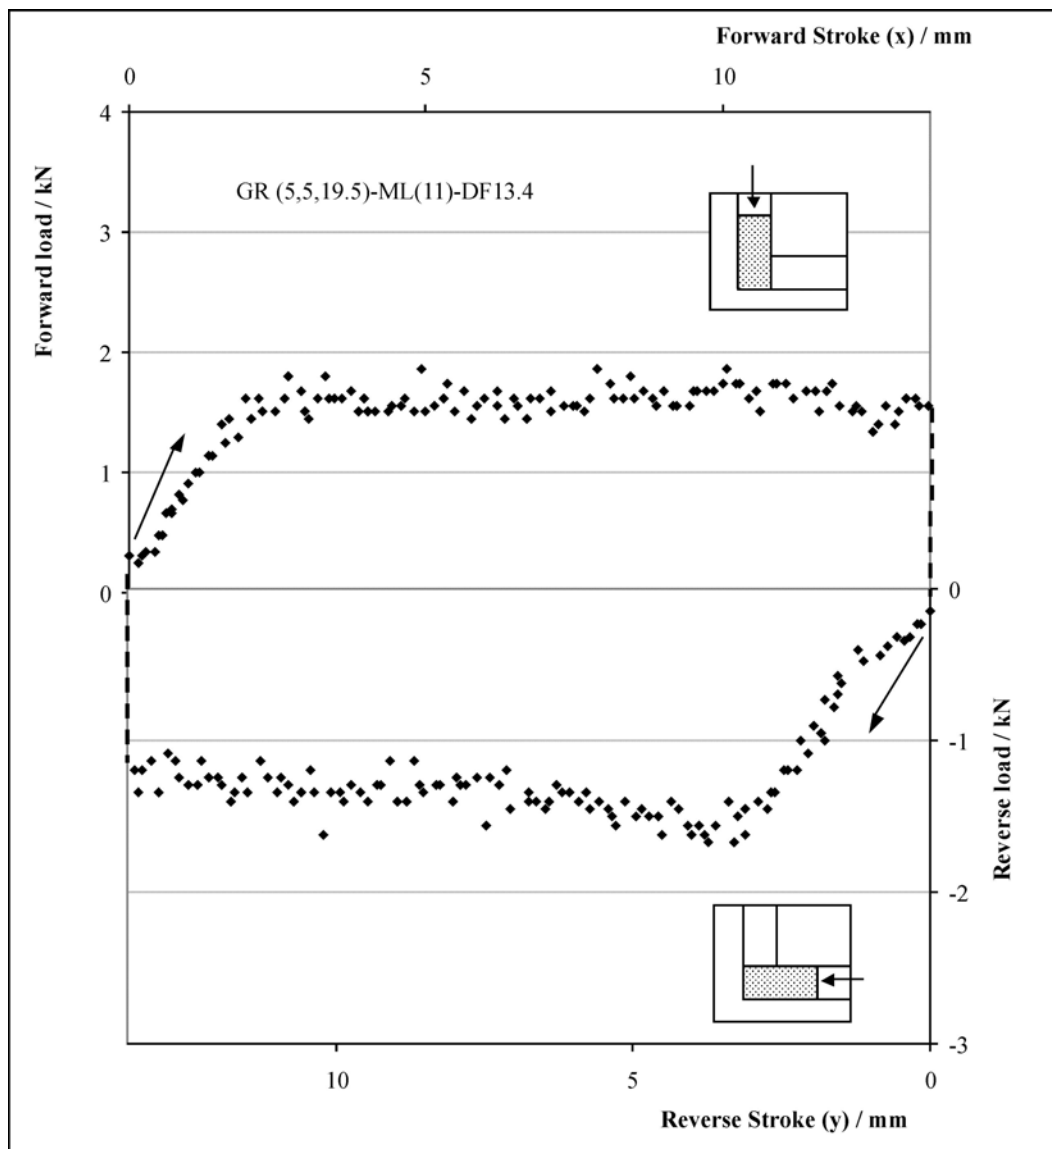 Forward Stroke (x) / mm
0 5 10
4
Forward load / kN
GR (5,5,19.5)-ML(11)-DF13.4
3
2
1
0 0
-1
Reverse load / kN
-2
-3
10 5 0
Reverse Stroke (y) / mm